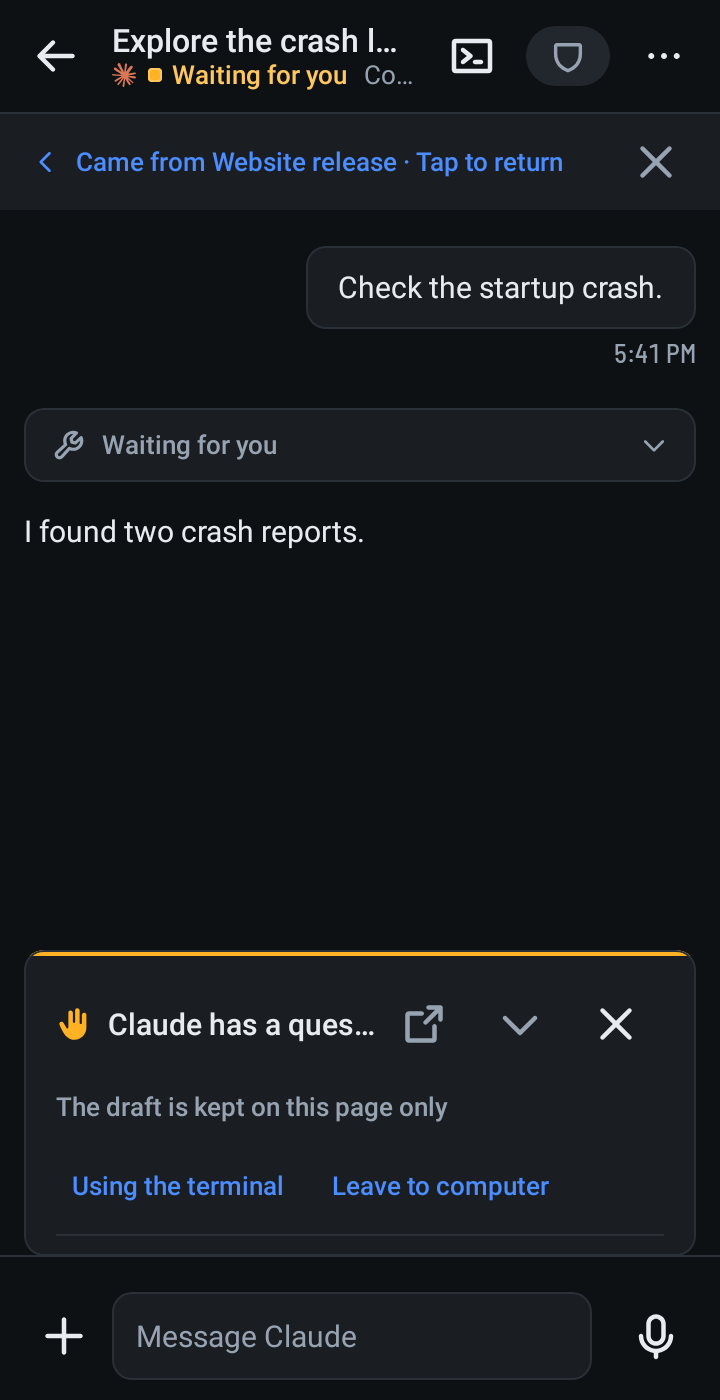 Explore the crash l...
Waiting for you Co...
Came from Website release · Tap to return
Check the startup crash.
5:41 PM
Waiting for you
I found two crash reports.
Claude has a ques...
The draft is kept on this page only
Using the terminal Leave to computer
Message Claude